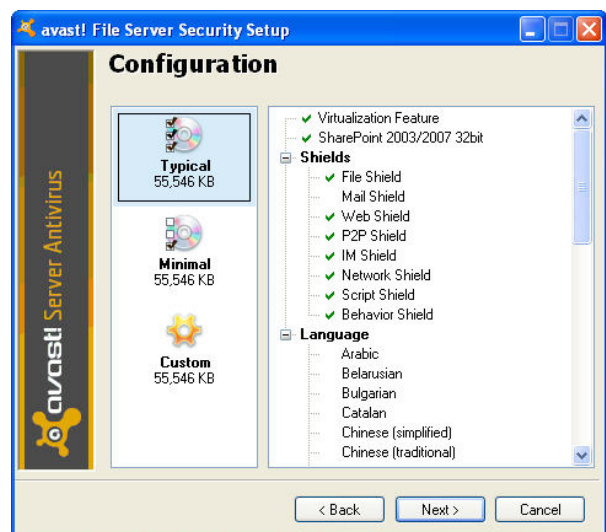 avast! File Server Security Setup
Configuration
avast! Server Antivirus
Typical
55,546 KB
Minimal
55,546 KB
Custom
55,546 KB
Virtualization Feature
SharePoint 2003/2007 32bit
Shields
File Shield
Mail Shield
Web Shield
P2P Shield
IM Shield
Network Shield
Script Shield
Behavior Shield
Language
Arabic
Belarusian
Bulgarian
Catalan
Chinese (simplified)
Chinese (traditional)
< Back
Next >
Cancel